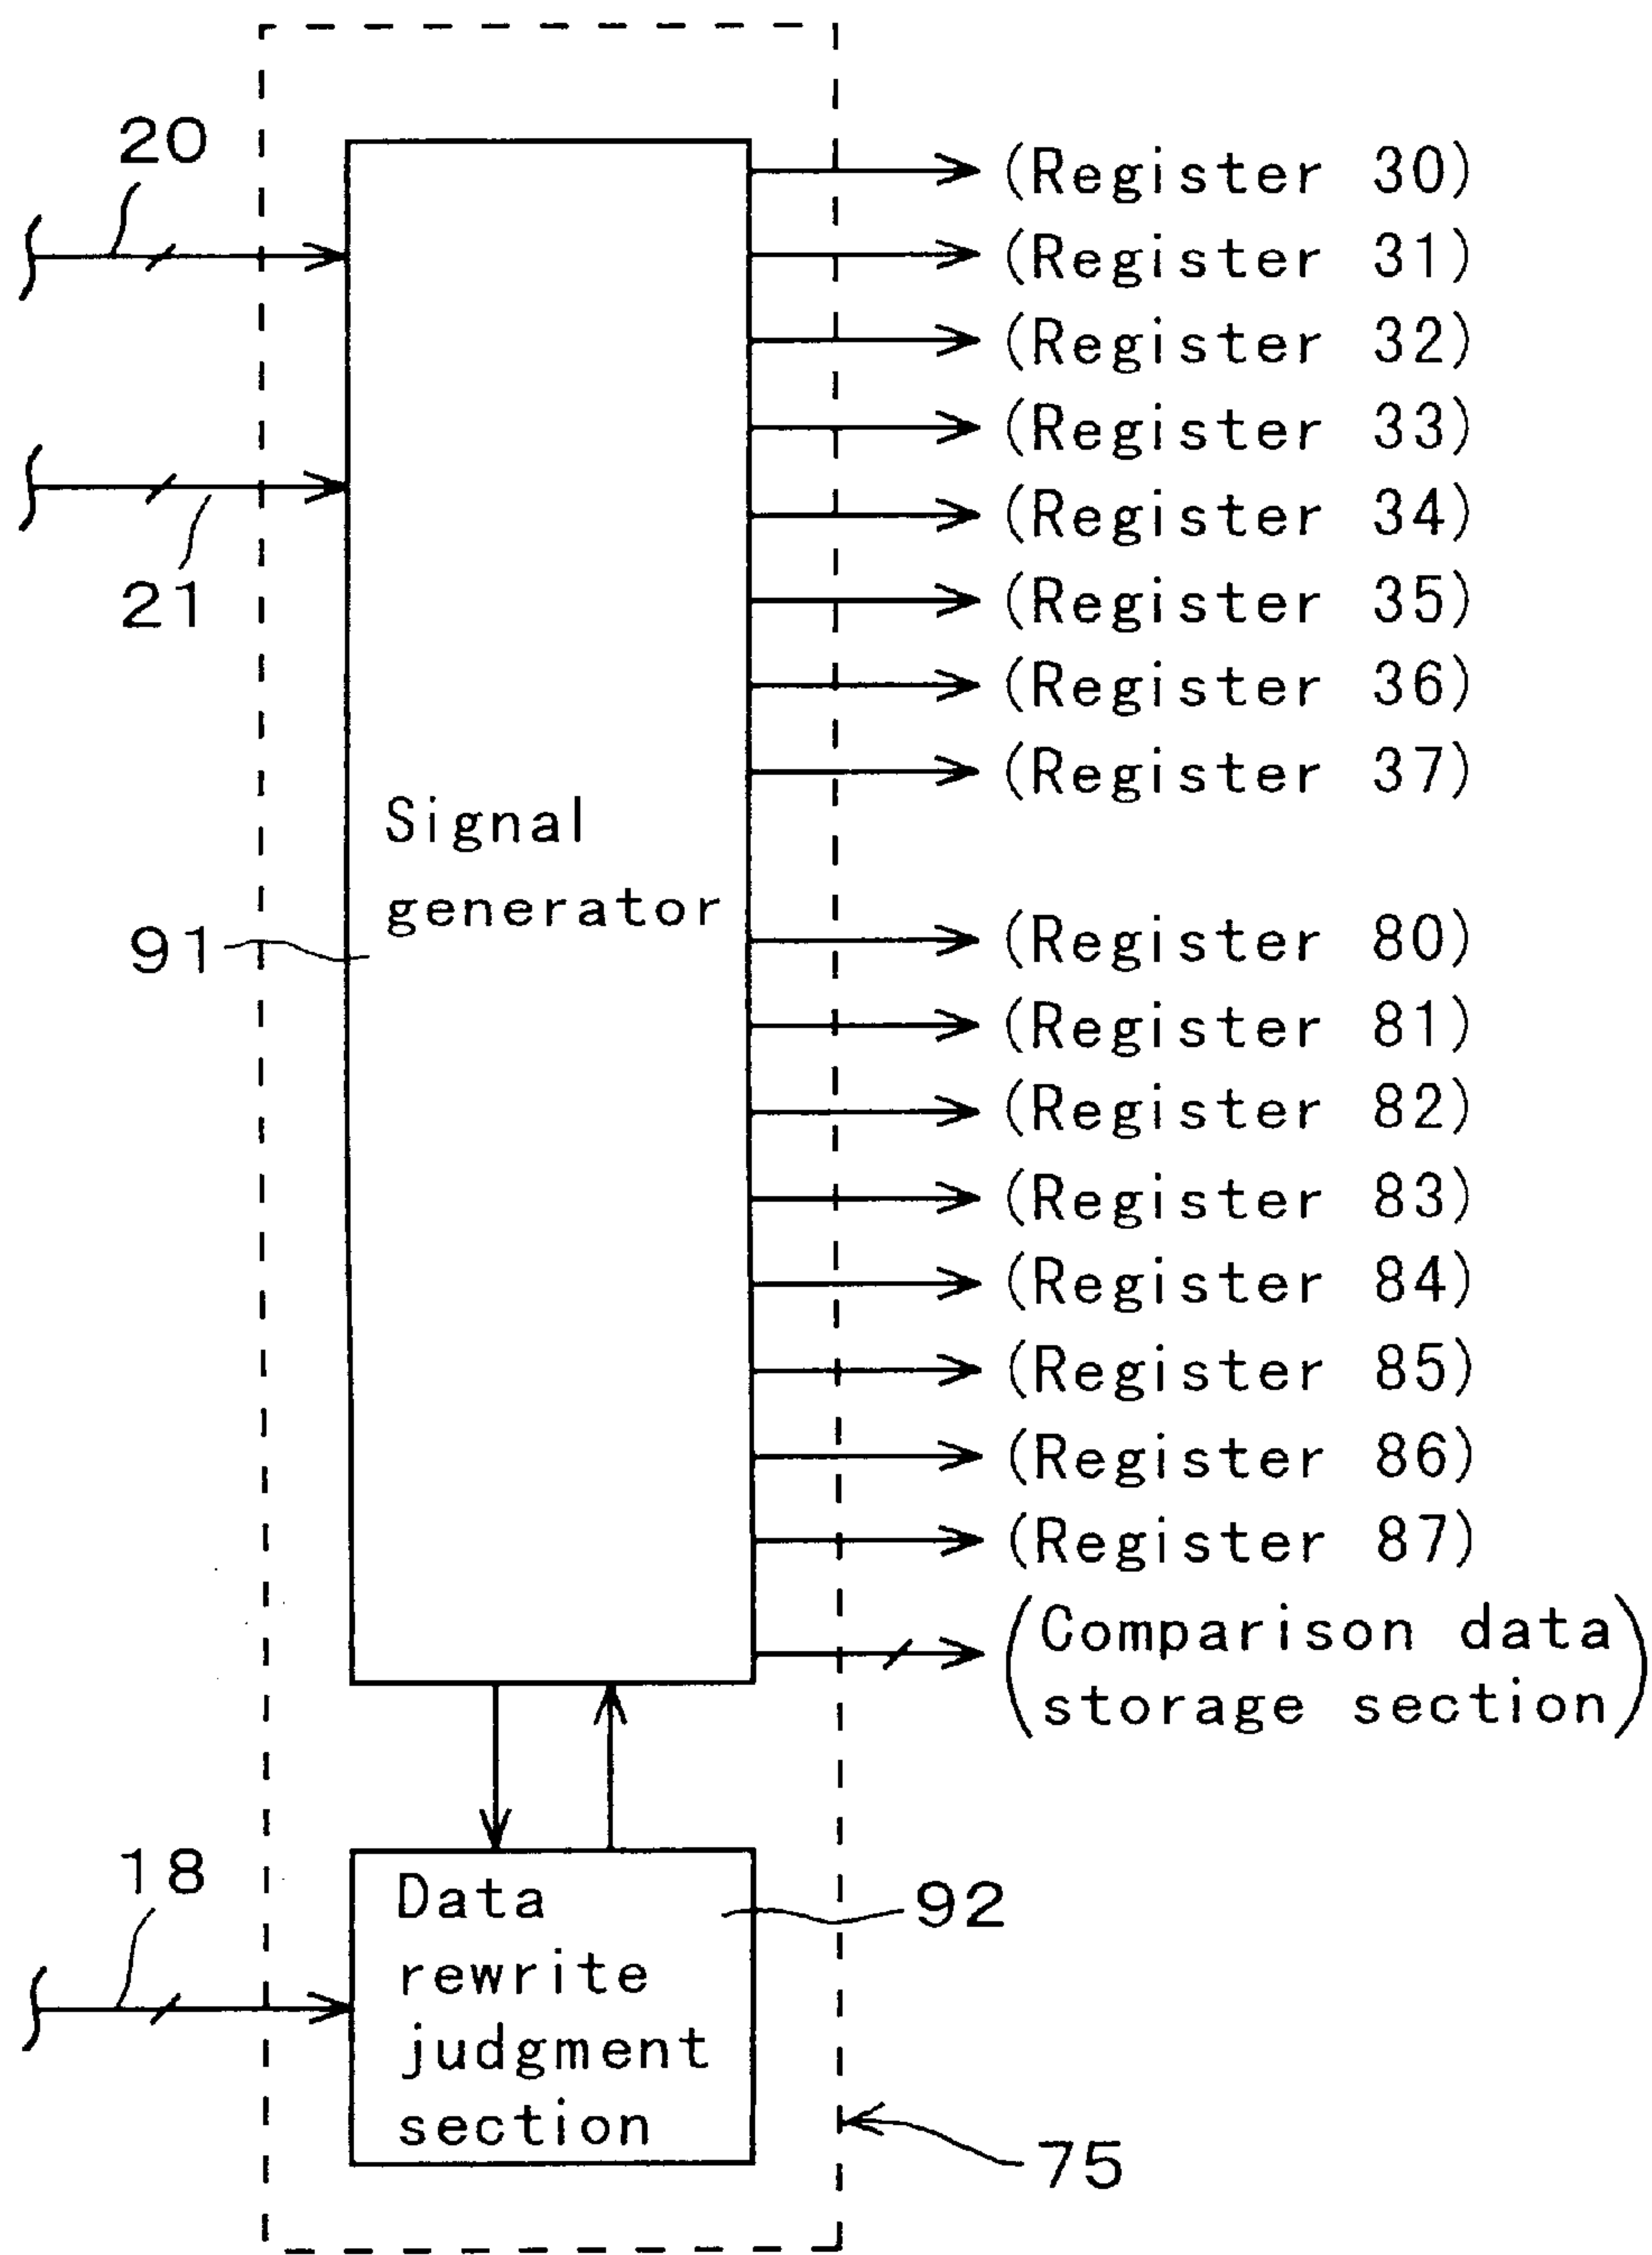 20
(Register 30)
(Register 31)
(Register 32)
(Register 33)
21
(Register 34)
(Register 35)
(Register 36)
(Register 37)
Signal
generator
91
(Register 80)
(Register 81)
(Register 82)
(Register 83)
(Register 84)
(Register 85)
(Register 86)
(Register 87)
(Comparison data
storage section)
18
Data
rewrite
judgment
section
92
75